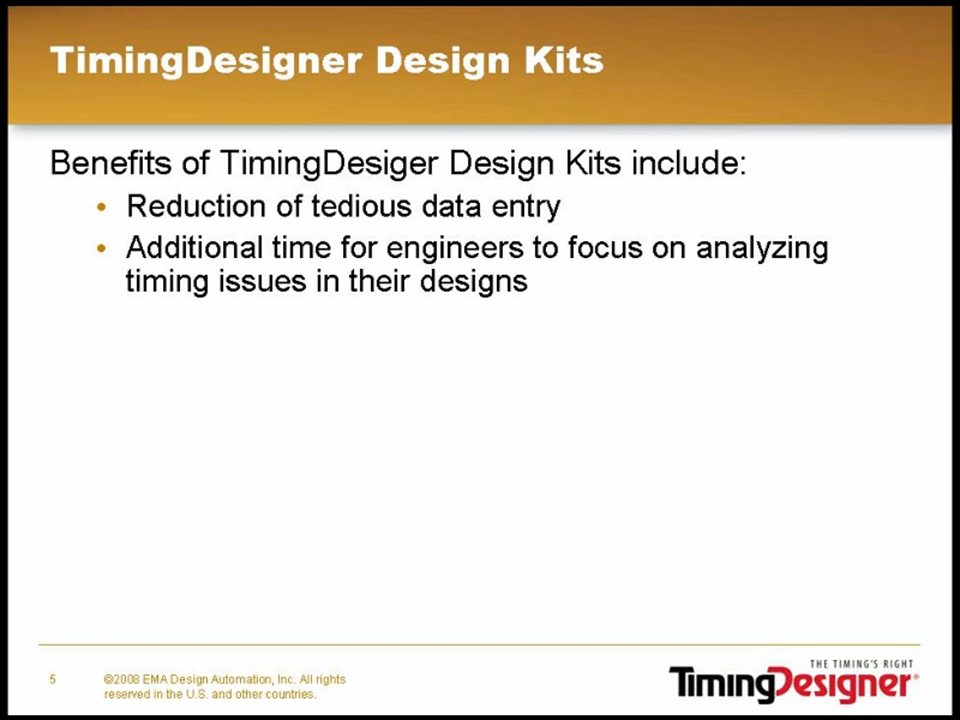 TimingDesigner Design Kits
Benefits of TimingDesiger Design Kits include:
• Reduction of tedious data entry
• Additional time for engineers to focus on analyzing
timing issues in their designs
5
©2008 EMA Design Automation, Inc. All rights
reserved in the U.S. and other countries.
THE TIMING'S RIGHT
TimingDesigner®